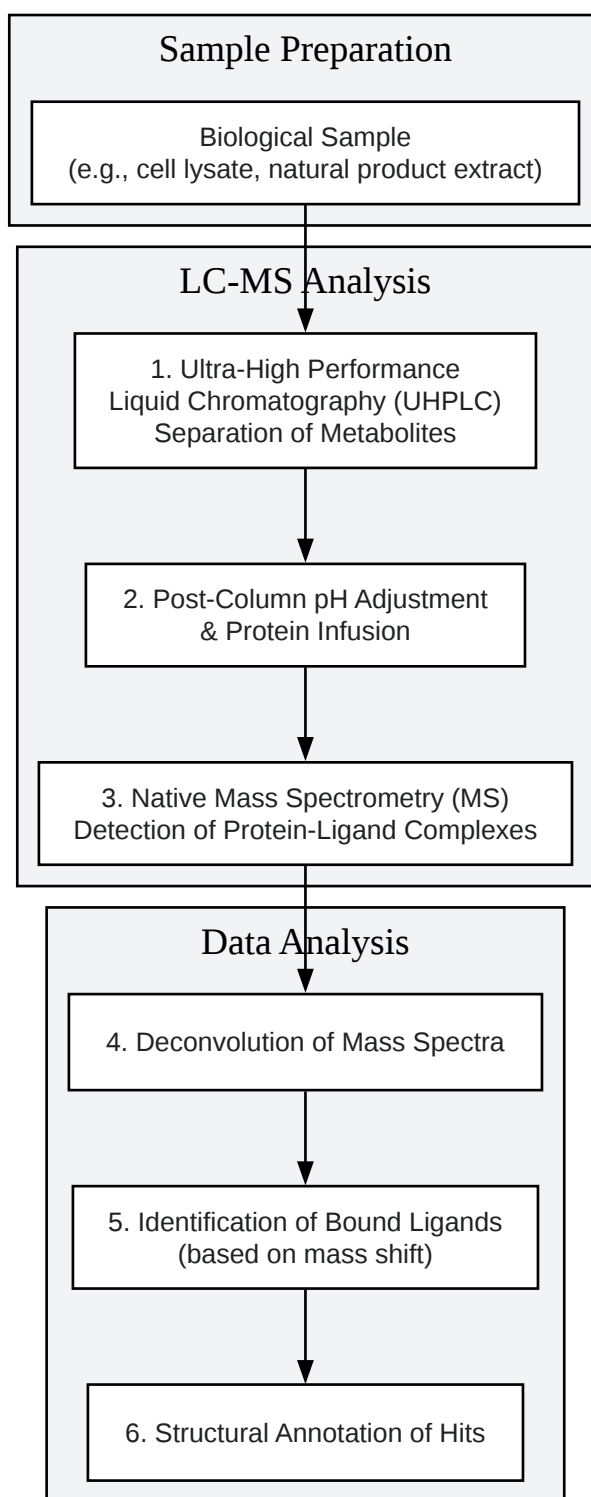 Sample Preparation
Biological Sample
(e.g., cell lysate, natural product extract)
LC-MS Analysis
1. Ultra-High Performance
Liquid Chromatography (UHPLC)
Separation of Metabolites
2. Post-Column pH Adjustment
& Protein Infusion
3. Native Mass Spectrometry (MS)
Detection of Protein-Ligand Complexes
Data Analysis
4. Deconvolution of Mass Spectra
5. Identification of Bound Ligands
(based on mass shift)
6. Structural Annotation of Hits